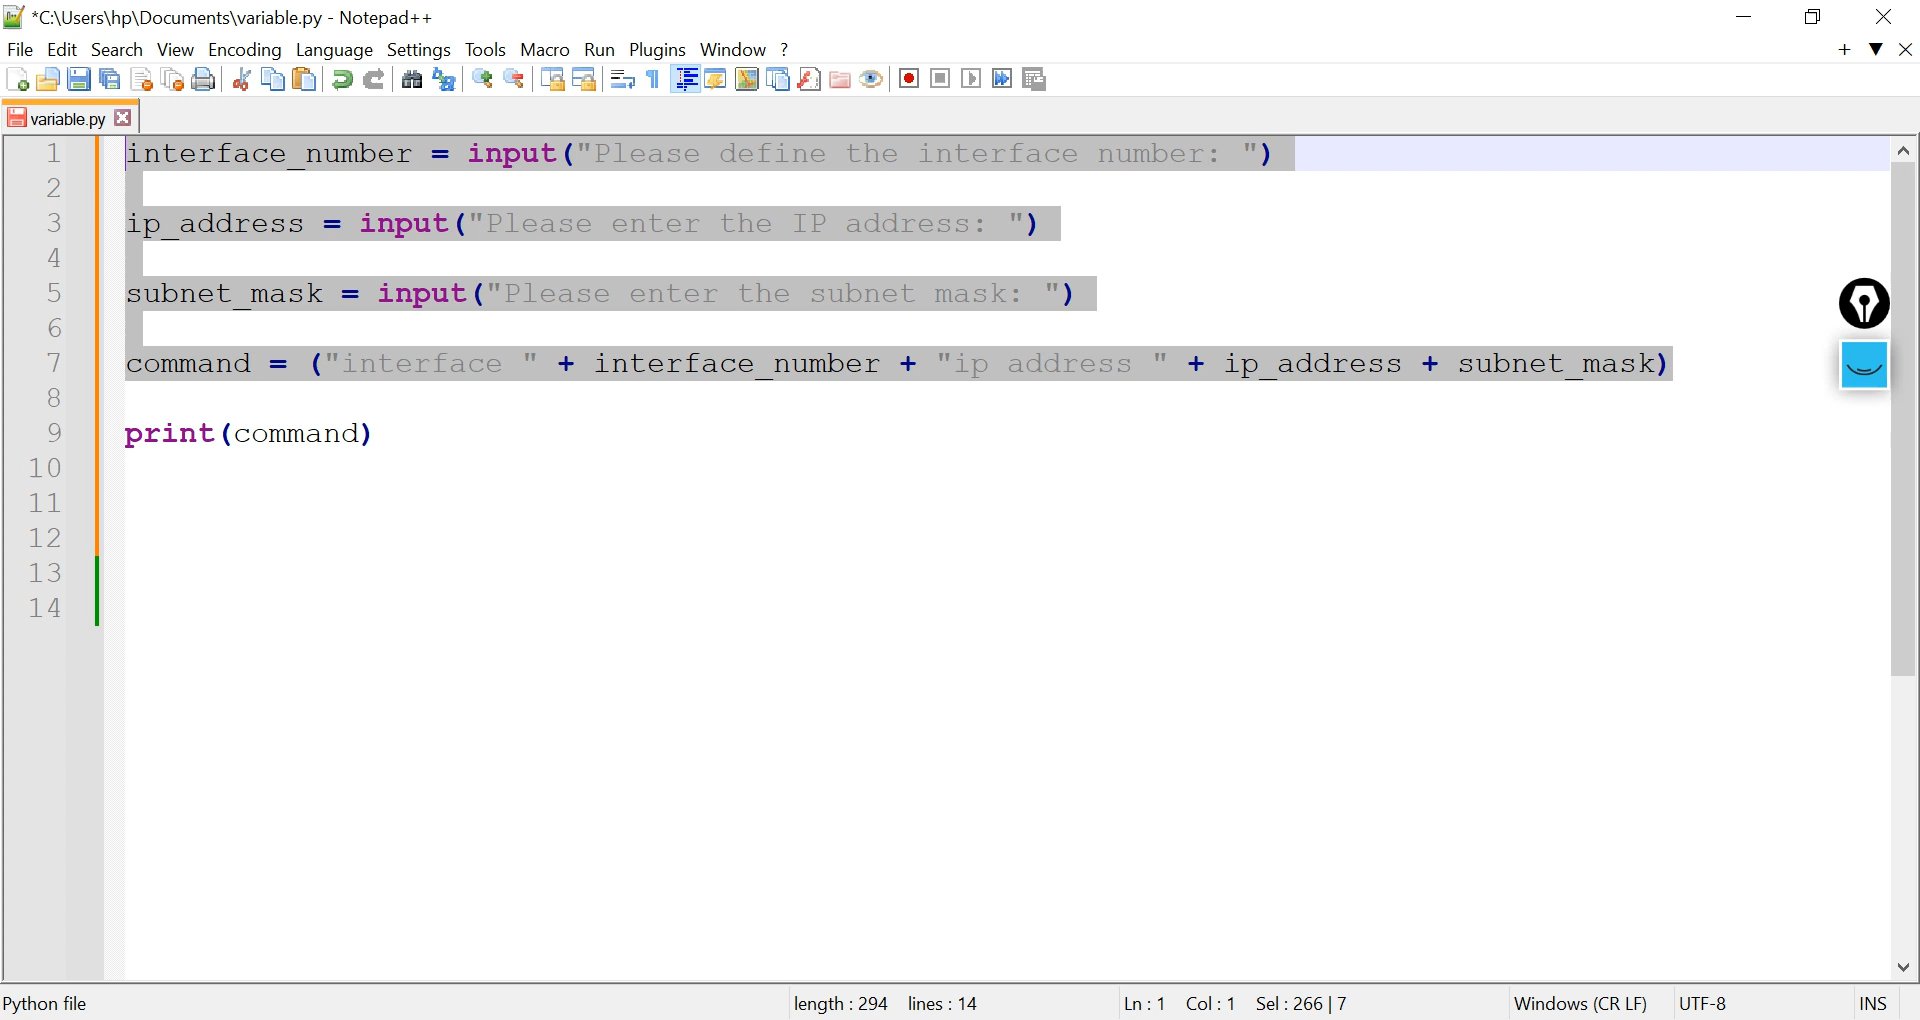 *C:\Users\hp\Documents\variable.py - Notepad++
File Edit Search View Encoding Language Settings Tools Macro Run Plugins Window ?
variable.py
1 interface_number = input("Please define the interface number: ")
2
3 ip_address = input("Please enter the IP address: ")
4
5 subnet_mask = input("Please enter the subnet mask: ")
6
7 command = ("interface " + interface_number + "ip address " + ip_address + subnet_mask)
8
9 print(command)
10
11
12
13
14
Python file length : 294 lines : 14 Ln : 1 Col : 1 Sel : 266 | 7 Windows (CR LF) UTF-8 INS